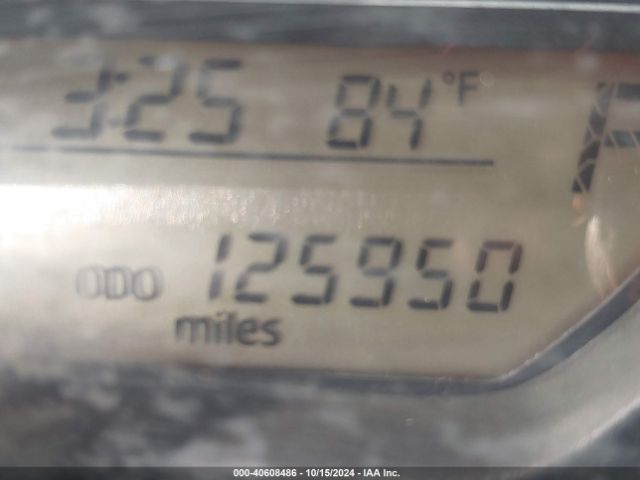 3:25 84°F
ODO 125950
miles
000-40608486 - 10/15/2024 - IAA Inc.